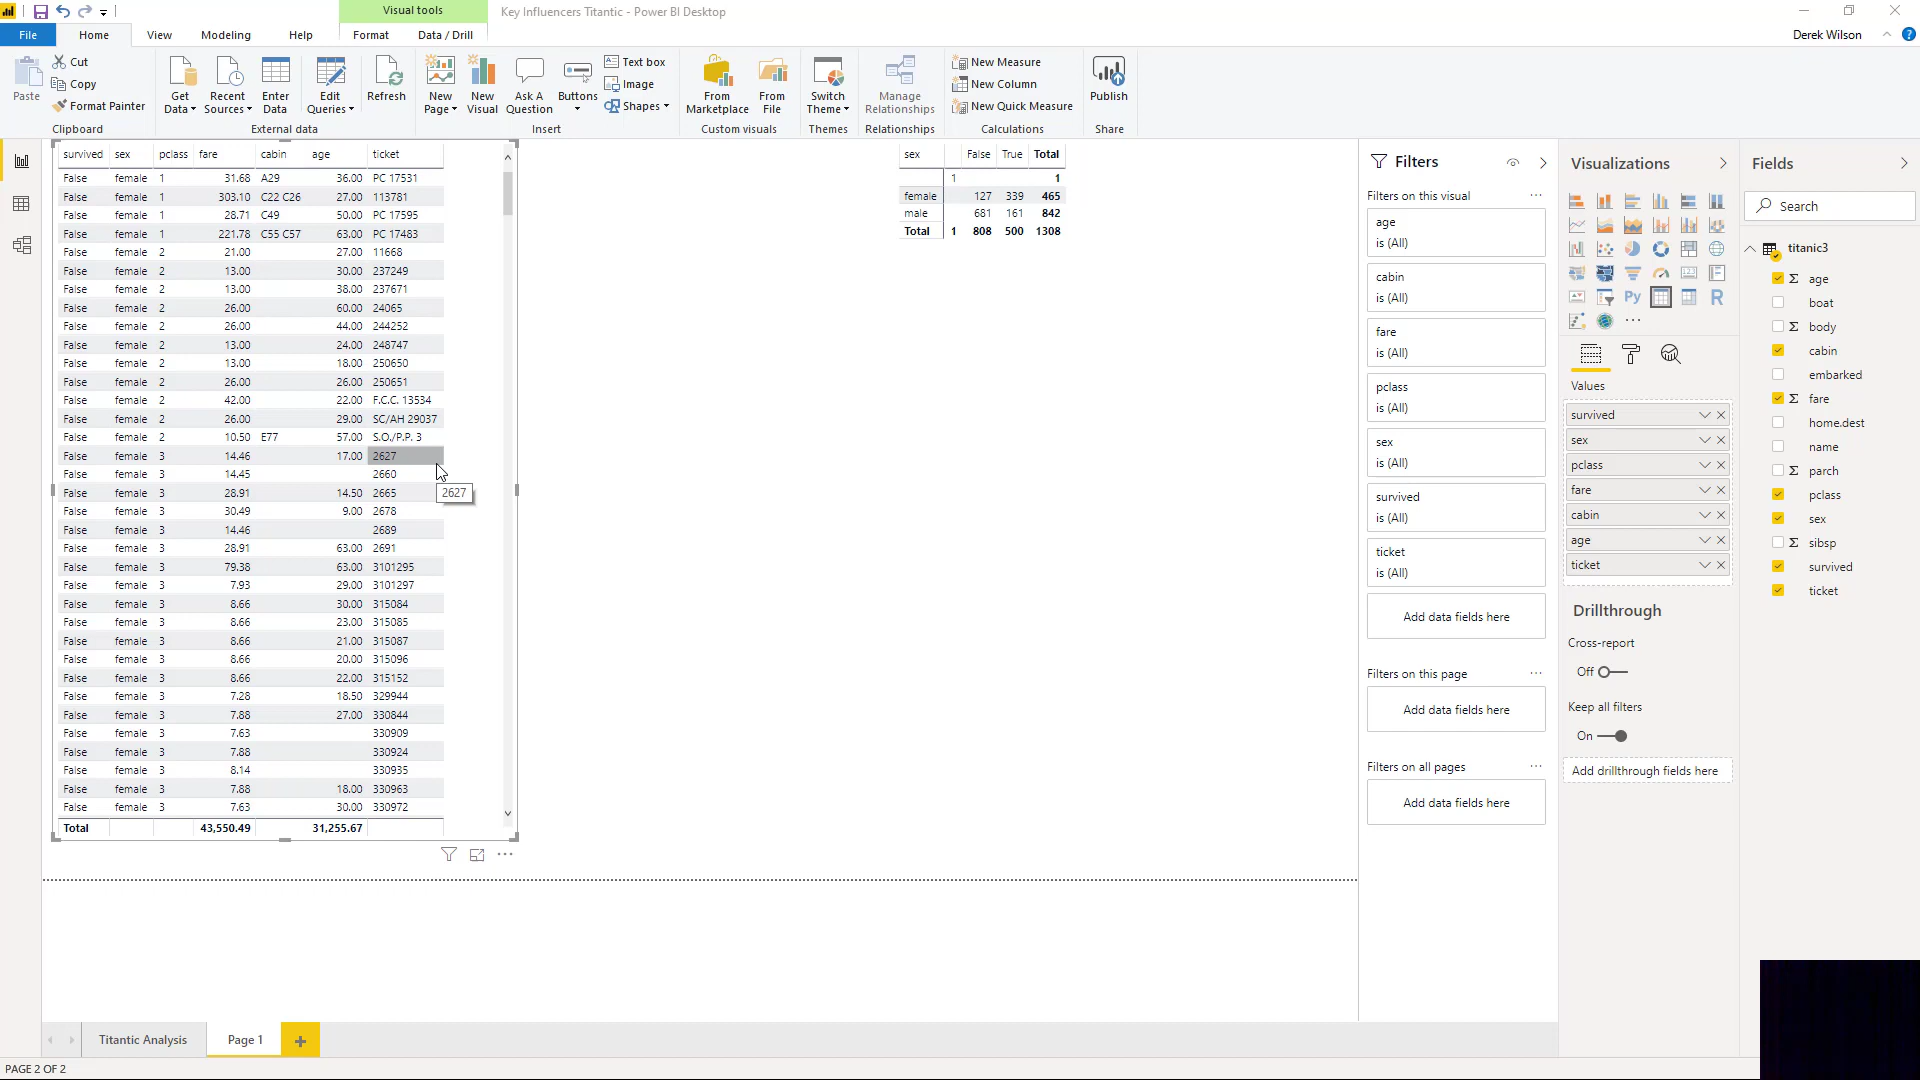 Visual tools
Key Influencers Titantic - Power BI Desktop
File Home View Modeling Help Format Data / Drill
Derek Wilson
Paste
Cut
Copy
Format Painter
Clipboard
Get Data
Recent Sources
Enter Data
Edit Queries
Refresh
External data
New Page
New Visual
Ask A Question
Buttons
Text box
Image
Shapes
Insert
From Marketplace
From File
Custom visuals
Switch Theme
Themes
Manage Relationships
Relationships
New Measure
New Column
New Quick Measure
Calculations
Publish
Share
survived sex pclass fare cabin age ticket
False female 1 31.68 A29 36.00 PC 17531
False female 1 303.10 C22 C26 27.00 113781
False female 1 28.71 C49 50.00 PC 17595
False female 1 221.78 C55 C57 63.00 PC 17483
False female 2 21.00 27.00 11668
False female 2 13.00 30.00 237249
False female 2 13.00 38.00 237671
False female 2 26.00 60.00 24065
False female 2 26.00 44.00 244252
False female 2 13.00 24.00 248747
False female 2 13.00 18.00 250650
False female 2 26.00 26.00 250651
False female 2 42.00 22.00 F.C.C. 13534
False female 2 26.00 29.00 SC/AH 29037
False female 2 10.50 E77 57.00 S.O./P.P. 3
False female 3 14.46 17.00 2627
False female 3 14.45 2660
False female 3 28.91 14.50 2665
2627
False female 3 30.49 9.00 2678
False female 3 14.46 2689
False female 3 28.91 63.00 2691
False female 3 79.38 63.00 3101295
False female 3 7.93 29.00 3101297
False female 3 8.66 30.00 315084
False female 3 8.66 23.00 315085
False female 3 8.66 21.00 315087
False female 3 8.66 20.00 315096
False female 3 8.66 22.00 315152
False female 3 7.28 18.50 329944
False female 3 7.88 27.00 330844
False female 3 7.63 330909
False female 3 7.88 330924
False female 3 8.14 330935
False female 3 7.88 18.00 330963
False female 3 7.63 30.00 330972
Total 43,550.49 31,255.67
sex False True Total
1 1
female 127 339 465
male 681 161 842
Total 1 808 500 1308
Filters
Filters on this visual
age
is (All)
cabin
is (All)
fare
is (All)
pclass
is (All)
sex
is (All)
survived
is (All)
ticket
is (All)
Add data fields here
Filters on this page
Add data fields here
Filters on all pages
Add data fields here
Visualizations
Py
R
123
Values
survived
sex
pclass
fare
cabin
age
ticket
Drillthrough
Cross-report
Off
Keep all filters
On
Add drillthrough fields here
Fields
Search
titanic3
Σ age
boat
Σ body
cabin
embarked
Σ fare
home.dest
name
Σ parch
pclass
sex
Σ sibsp
survived
ticket
Titantic Analysis
Page 1
+
PAGE 2 OF 2